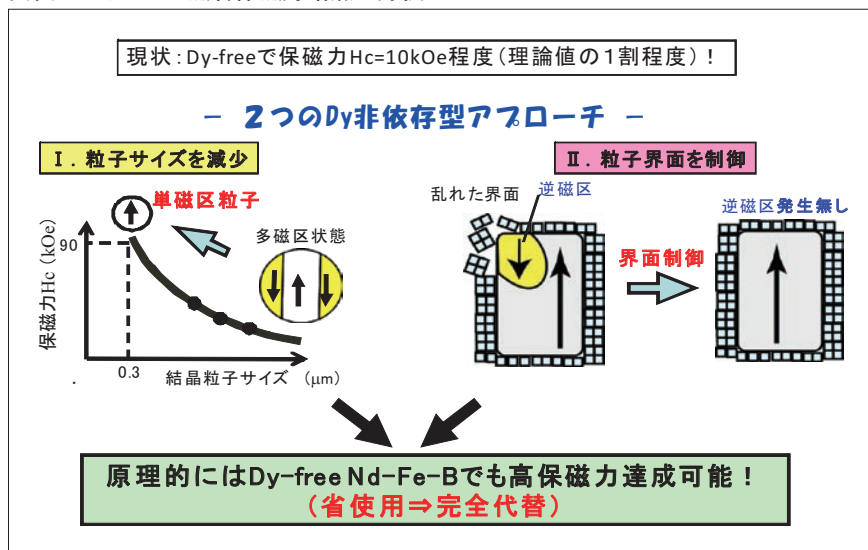 現状：Dy-freeで保磁力Hc=10kOe程度（理論値の１割程度）！
－ ２つのDy非依存型アプローチ －
Ⅰ．粒子サイズを減少
Ⅱ．粒子界面を制御
単磁区粒子
多磁区状態
保磁力Hc (kOe)
90
0.3
結晶粒子サイズ （μm）
.
乱れた界面
逆磁区
界面制御
逆磁区発生無し
原理的にはDy-free Nd-Fe-Bでも高保磁力達成可能！
（省使用⇒完全代替）